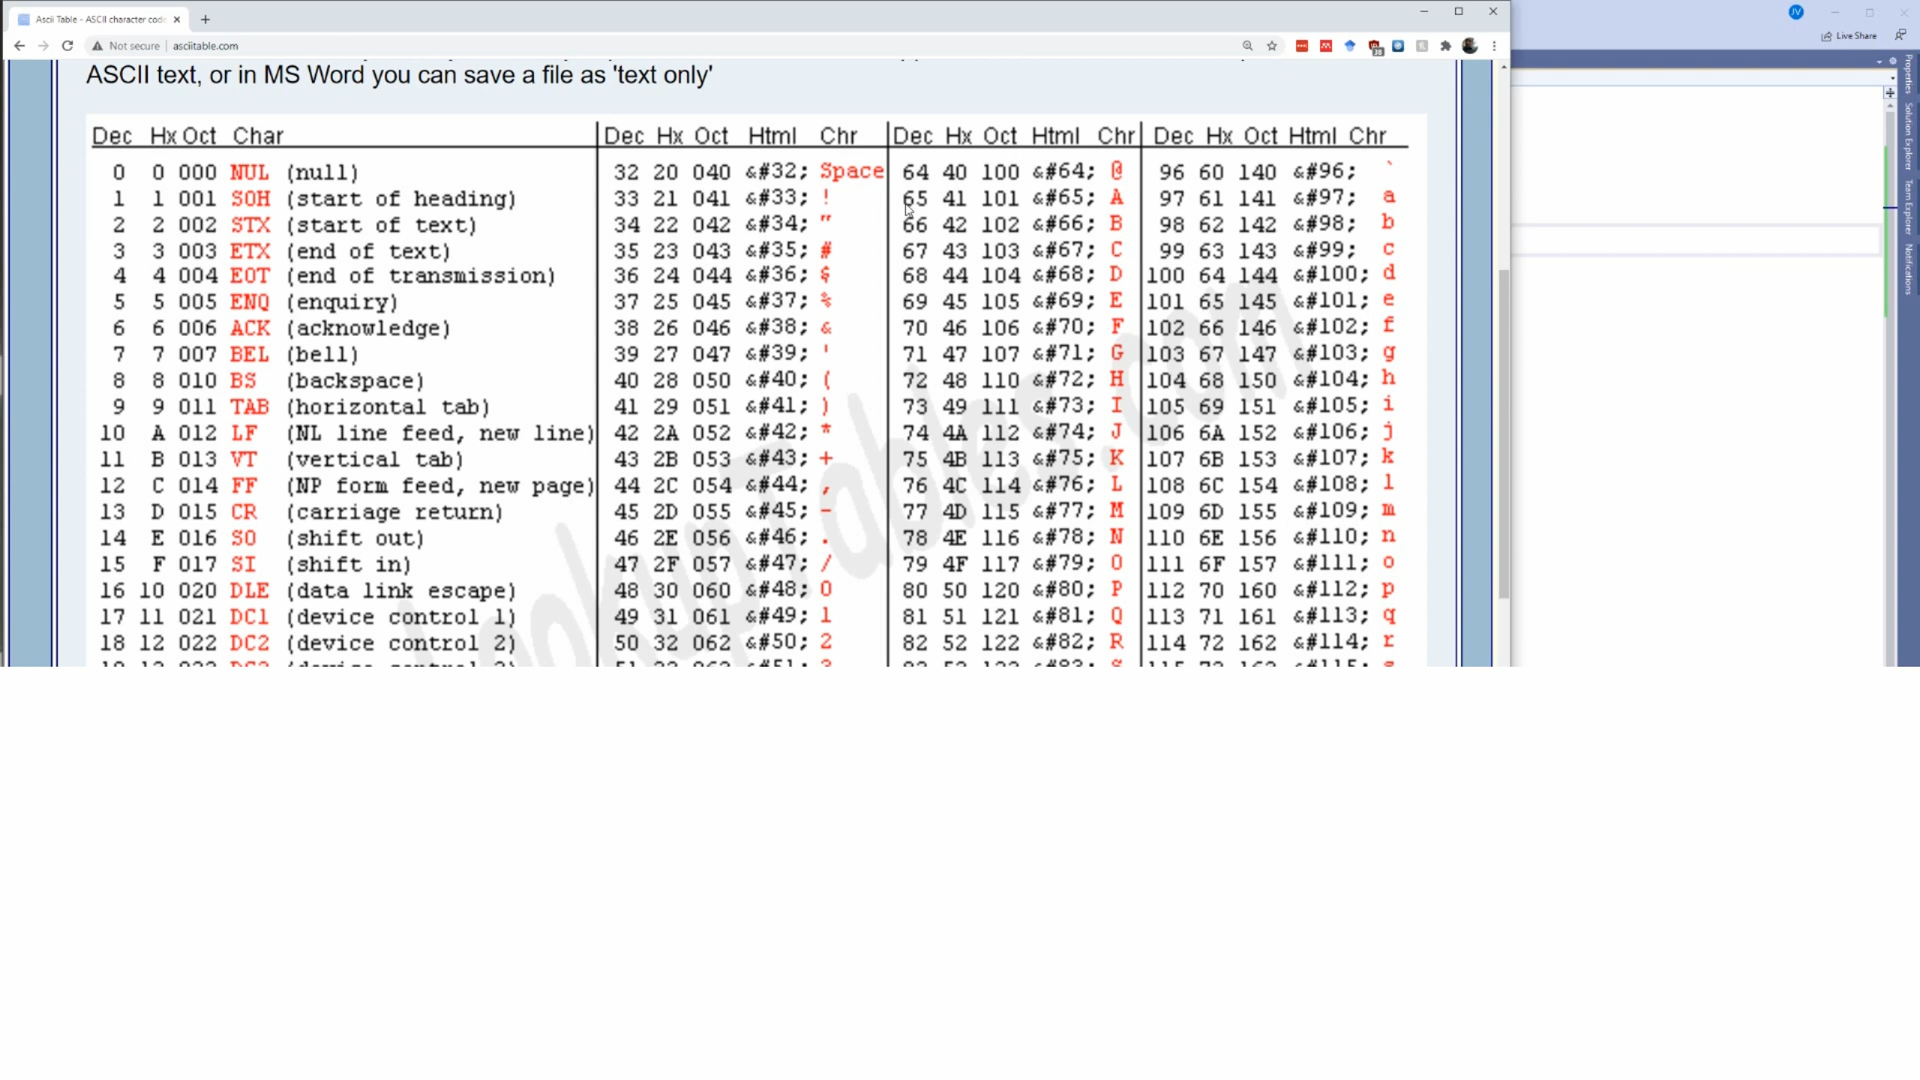 Ascii Table - ASCII character code
Not secure
asciitable.com
JV
Live Share
ASCII text, or in MS Word you can save a file as 'text only'
Dec Hx Oct Char Dec Hx Oct Html Chr Dec Hx Oct Html Chr Dec Hx Oct Html Chr
0 0 000 NUL (null) 32 20 040 &#32; Space 64 40 100 &#64; @ 96 60 140 &#96; `
1 1 001 SOH (start of heading) 33 21 041 &#33; ! 65 41 101 &#65; A 97 61 141 &#97; a
2 2 002 STX (start of text) 34 22 042 &#34; " 66 42 102 &#66; B 98 62 142 &#98; b
3 3 003 ETX (end of text) 35 23 043 &#35; # 67 43 103 &#67; C 99 63 143 &#99; c
4 4 004 EOT (end of transmission) 36 24 044 &#36; $ 68 44 104 &#68; D 100 64 144 &#100; d
5 5 005 ENQ (enquiry) 37 25 045 &#37; % 69 45 105 &#69; E 101 65 145 &#101; e
6 6 006 ACK (acknowledge) 38 26 046 &#38; & 70 46 106 &#70; F 102 66 146 &#102; f
7 7 007 BEL (bell) 39 27 047 &#39; ' 71 47 107 &#71; G 103 67 147 &#103; g
8 8 010 BS (backspace) 40 28 050 &#40; ( 72 48 110 &#72; H 104 68 150 &#104; h
9 9 011 TAB (horizontal tab) 41 29 051 &#41; ) 73 49 111 &#73; I 105 69 151 &#105; i
10 A 012 LF (NL line feed, new line) 42 2A 052 &#42; * 74 4A 112 &#74; J 106 6A 152 &#106; j
11 B 013 VT (vertical tab) 43 2B 053 &#43; + 75 4B 113 &#75; K 107 6B 153 &#107; k
12 C 014 FF (NP form feed, new page) 44 2C 054 &#44; , 76 4C 114 &#76; L 108 6C 154 &#108; l
13 D 015 CR (carriage return) 45 2D 055 &#45; - 77 4D 115 &#77; M 109 6D 155 &#109; m
14 E 016 SO (shift out) 46 2E 056 &#46; . 78 4E 116 &#78; N 110 6E 156 &#110; n
15 F 017 SI (shift in) 47 2F 057 &#47; / 79 4F 117 &#79; O 111 6F 157 &#111; o
16 10 020 DLE (data link escape) 48 30 060 &#48; 0 80 50 120 &#80; P 112 70 160 &#112; p
17 11 021 DC1 (device control 1) 49 31 061 &#49; 1 81 51 121 &#81; Q 113 71 161 &#113; q
18 12 022 DC2 (device control 2) 50 32 062 &#50; 2 82 52 122 &#82; R 114 72 162 &#114; r
LookupTables.com
Properties
Solution Explorer
Team Explorer
Notifications